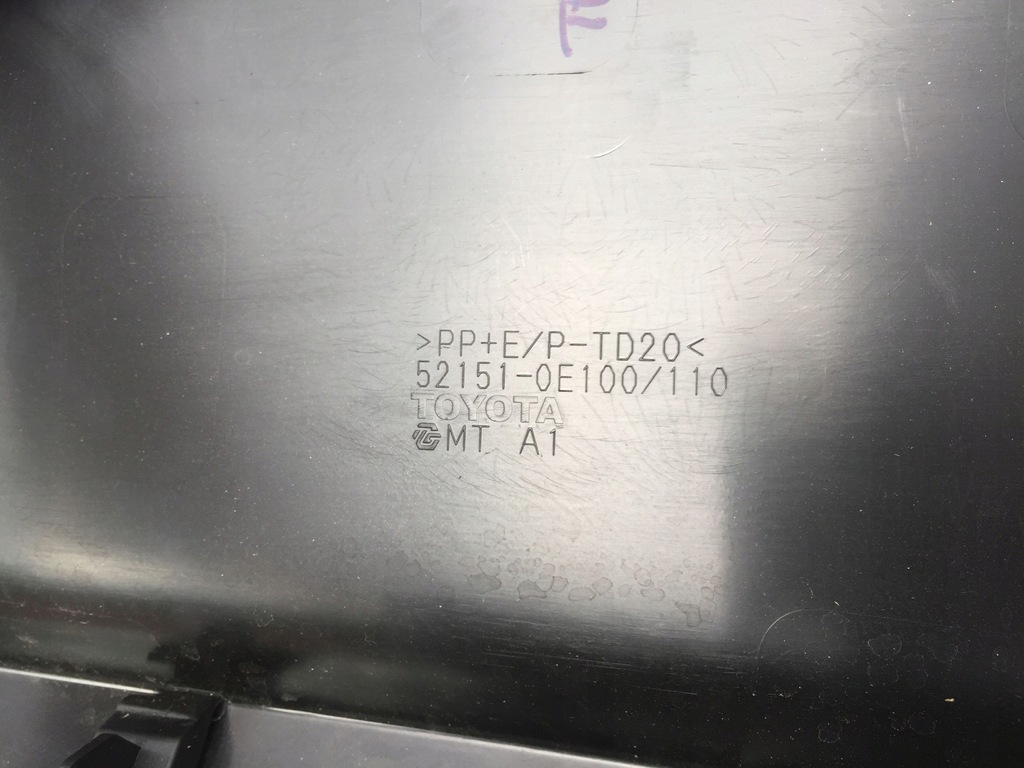 >PP+E/P-TD20<
52151-0E100/110
TOYOTA
MT A1